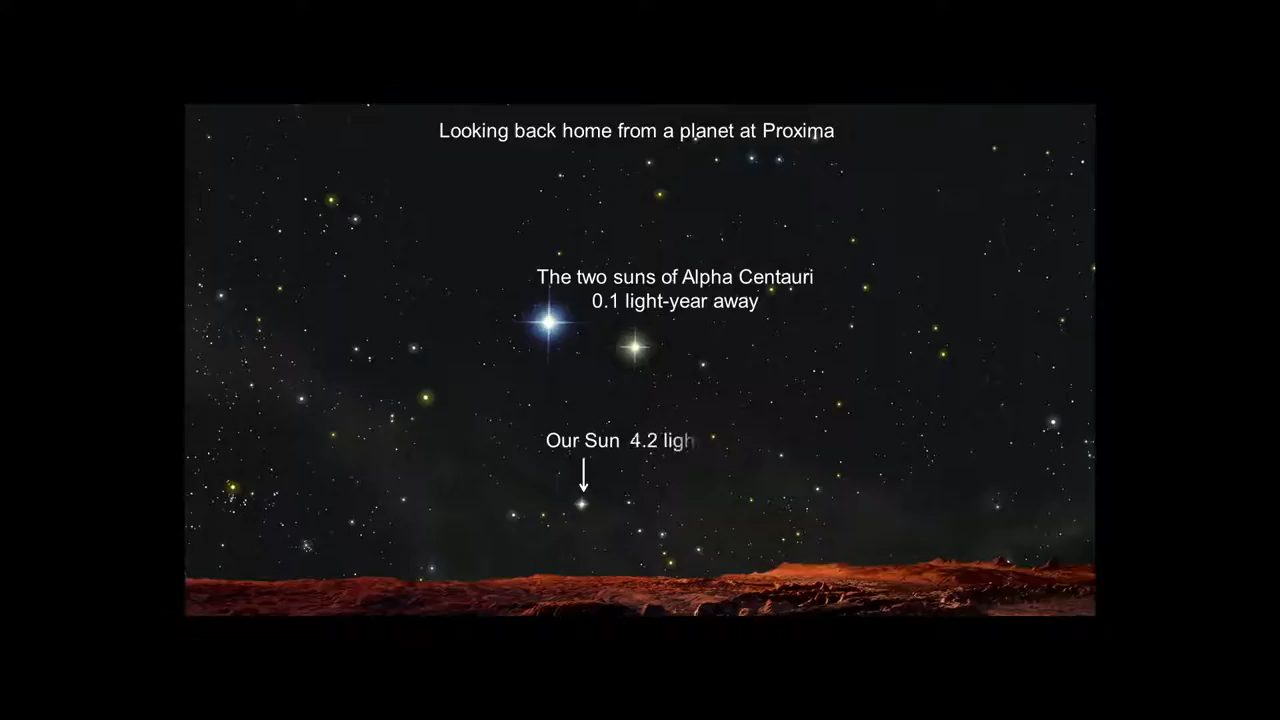 Looking back home from a planet at Proxima
The two suns of Alpha Centauri
0.1 light-year away
Our Sun 4.2 ligh